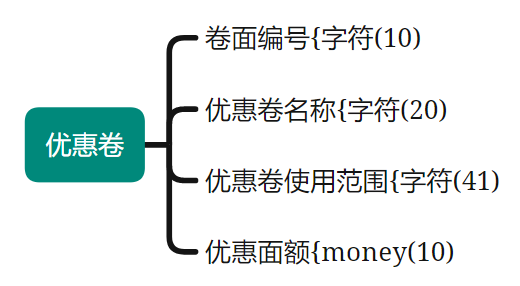 优惠卷
卷面编号{字符(10)
优惠卷名称{字符(20)
优惠卷使用范围{字符(41)
优惠面额{money(10)